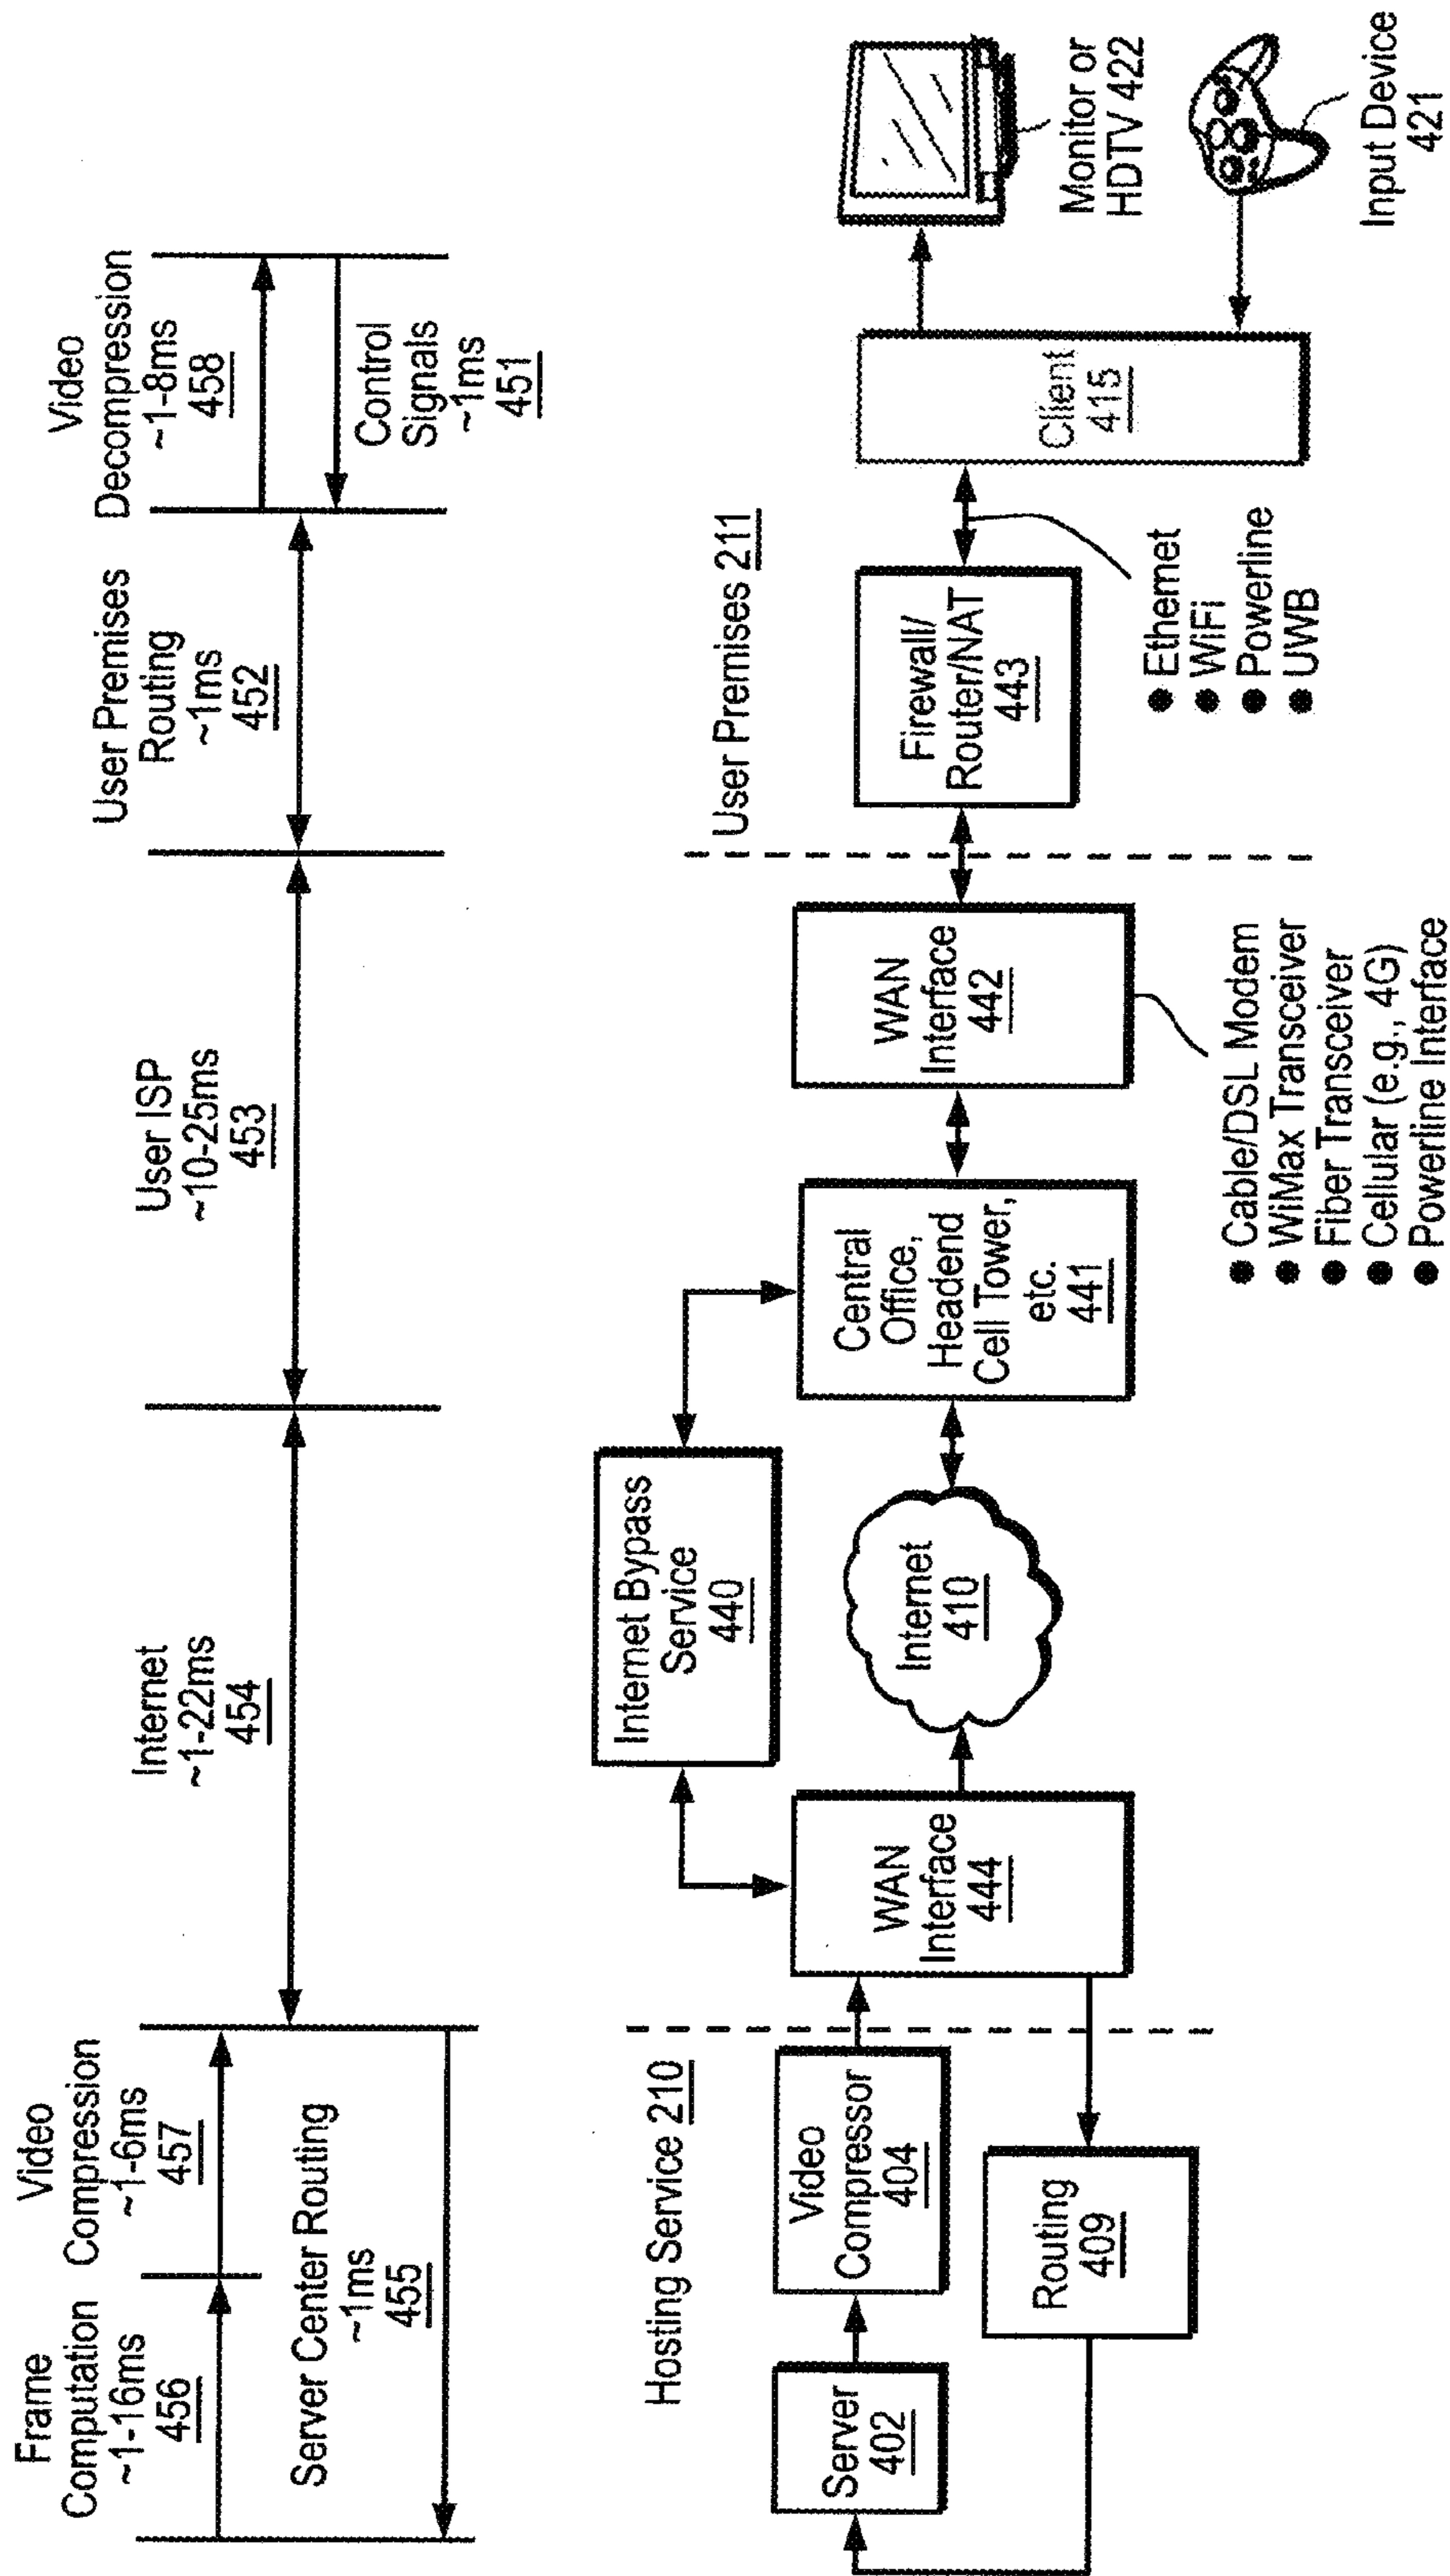 Frame
Computation
~1-16ms
456
Video
Compression
~1-6ms
457
Server Center Routing
~1ms
455
Internet
~1-22ms
454
User ISP
~10-25ms
453
User Premises
Routing
~1ms
452
Video
Decompression
~1-8ms
458
Control
Signals
~1ms
451
Hosting Service 210
Server
402
Video
Compressor
404
Routing
409
WAN
Interface
444
Internet Bypass
Service
440
Internet
410
Central
Office,
Headend
Cell Tower,
etc.
441
WAN
Interface
442
● Cable/DSL Modem
● WiMax Transceiver
● Fiber Transceiver
● Cellular (e.g., 4G)
● Powerline Interface
User Premises 211
Firewall/
Router/NAT
443
● Ethernet
● WiFi
● Powerline
● UWB
Client
415
Monitor or
HDTV 422
Input Device
421